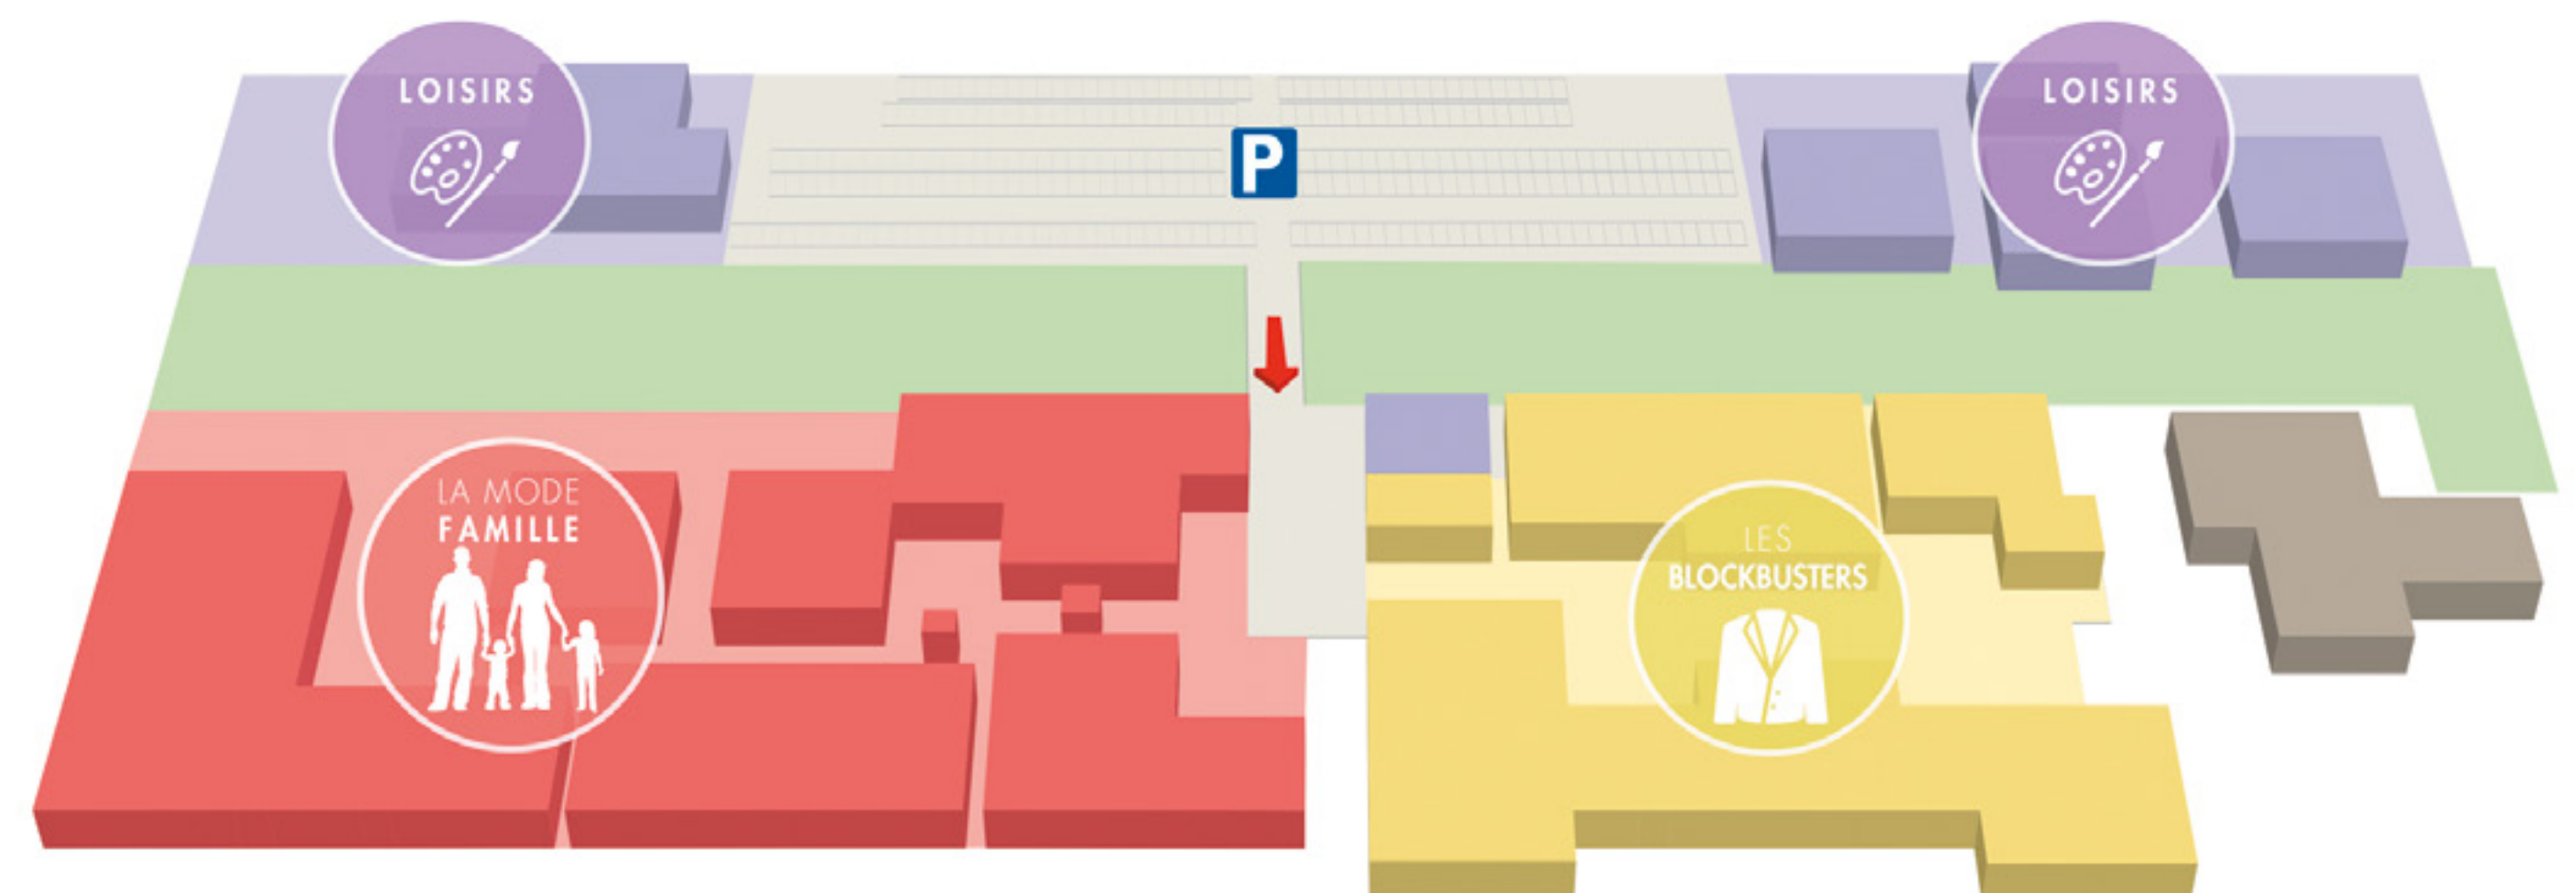 LOISIRS
P
LOISIRS
LA MODE
FAMILLE
LES
BLOCKBUSTERS